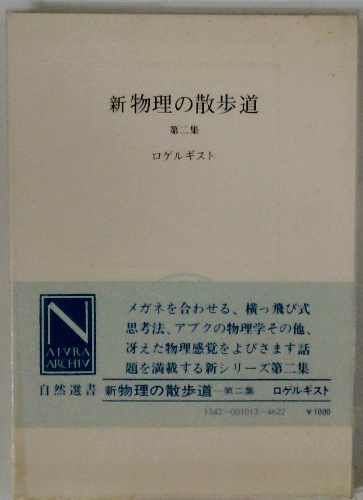 新 物理の散歩道
第二集
ロゲルギスト
メガネを合わせる、横っ飛び式
思考法、アブクの物理学その他、
冴えた物理感覚をよびさます話
題を満載する新シリーズ第二集
N
ATVRA
ARCHIV
自然選書
新 物理の散歩道—第二集 ロゲルギスト
1342-001013-4622 ¥1000